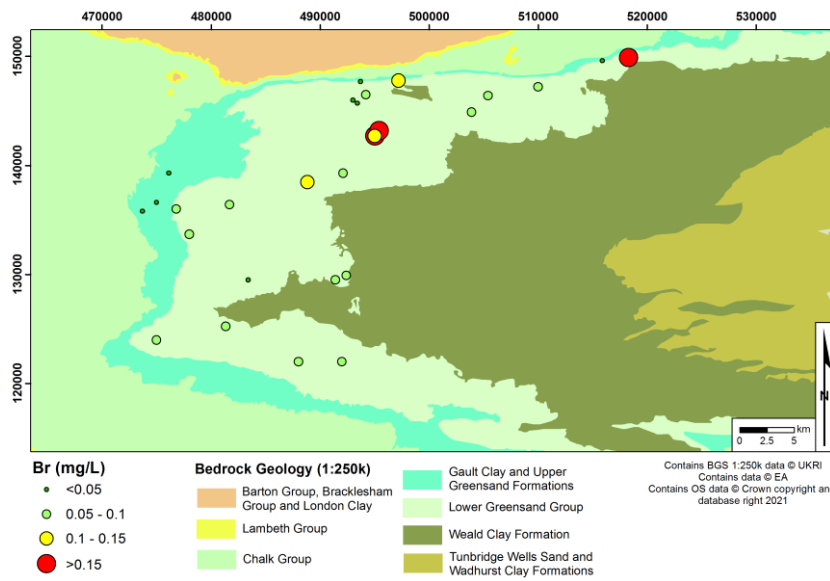 470000 480000 490000 500000 510000 520000 530000
150000
140000
130000
120000
N
km
0 2.5 5
Br (mg/L)
<0.05
0.05 - 0.1
0.1 - 0.15
>0.15
Bedrock Geology (1:250k)
Barton Group, Bracklesham
Group and London Clay
Lambeth Group
Chalk Group
Gault Clay and Upper
Greensand Formations
Lower Greensand Group
Weald Clay Formation
Tunbridge Wells Sand and
Wadhurst Clay Formations
Contains BGS 1:250k data © UKRI
Contains data © EA
Contains OS data © Crown copyright an
database right 2021